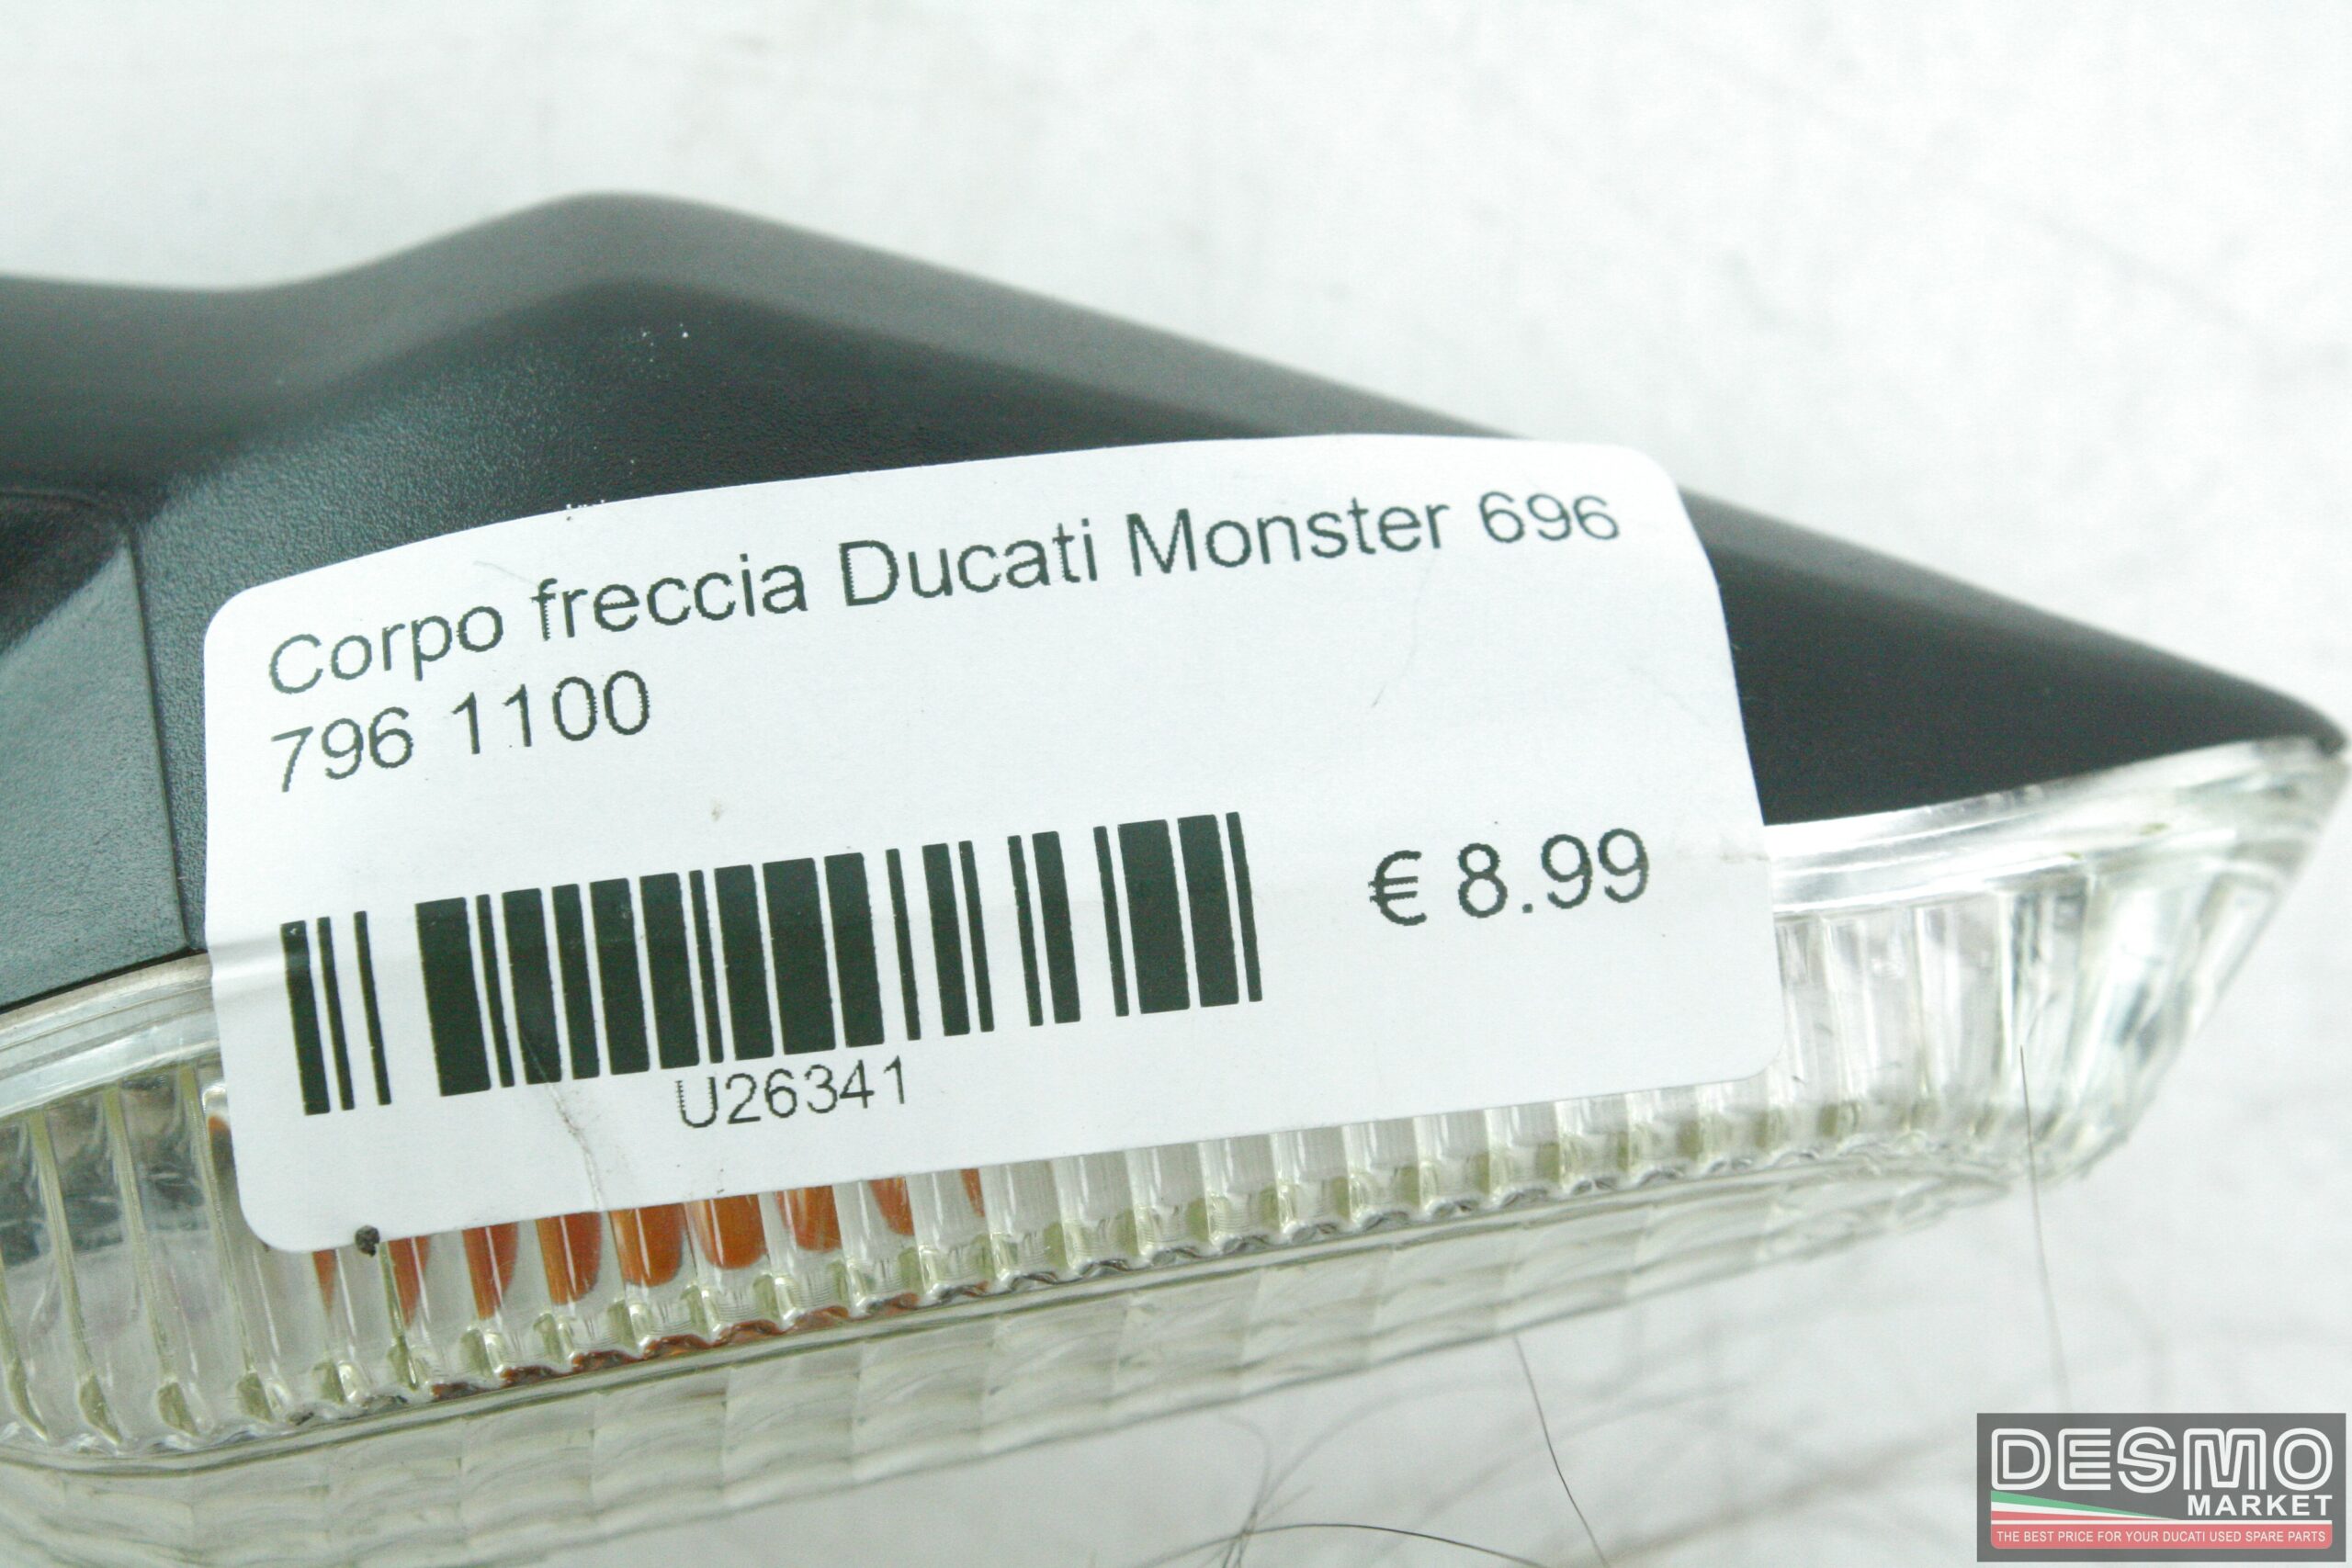 Corpo freccia Ducati Monster 696
796 1100
€ 8.99
U26341
DESMO
MARKET
THE BEST PRICE FOR YOUR DUCATI USED SPARE PARTS